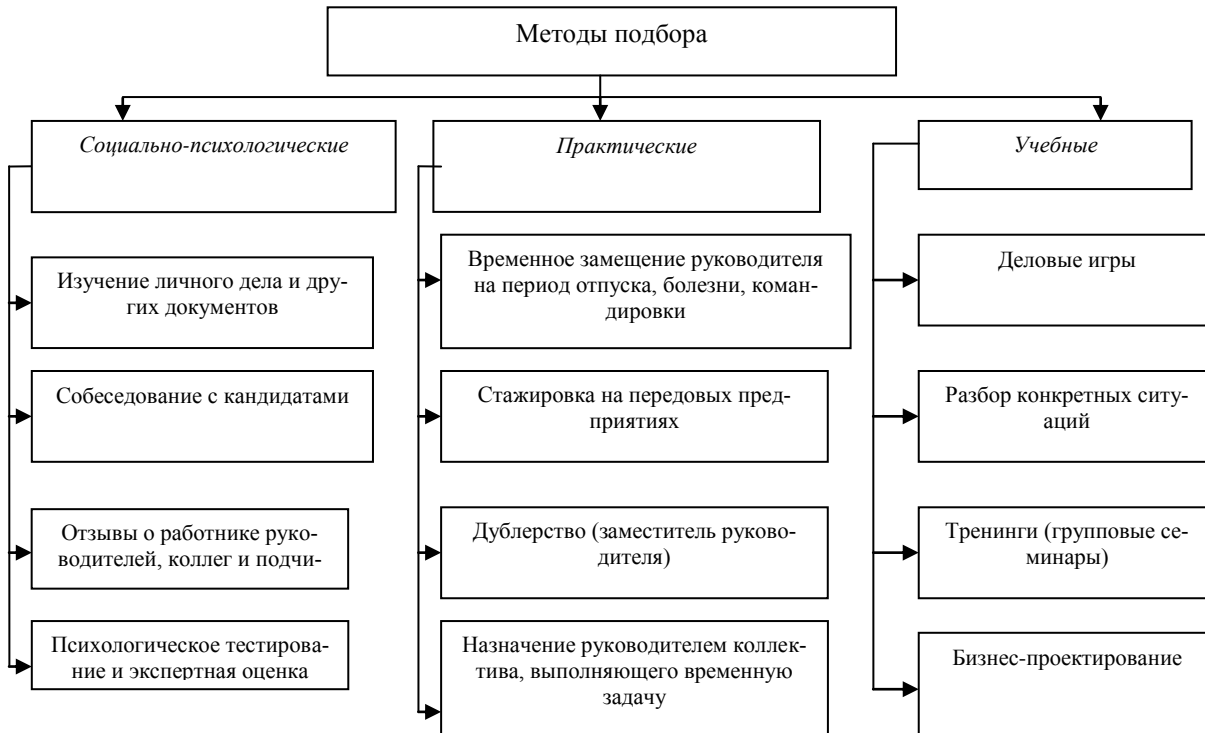 Методы подбора
Социально-психологические
Практические
Учебные
Изучение личного дела и дру-
гих документов
Собеседование с кандидатами
Отзывы о работнике руко-
водителей, коллег и подчи-
Психологическое тестирова-
ние и экспертная оценка
Временное замещение руководителя
на период отпуска, болезни, коман-
дировки
Стажировка на передовых пред-
приятиях
Дублерство (заместитель руково-
дителя)
Назначение руководителем коллек-
тива, выполняющего временную
задачу
Деловые игры
Разбор конкретных ситу-
аций
Тренинги (групповые се-
минары)
Бизнес-проектирование